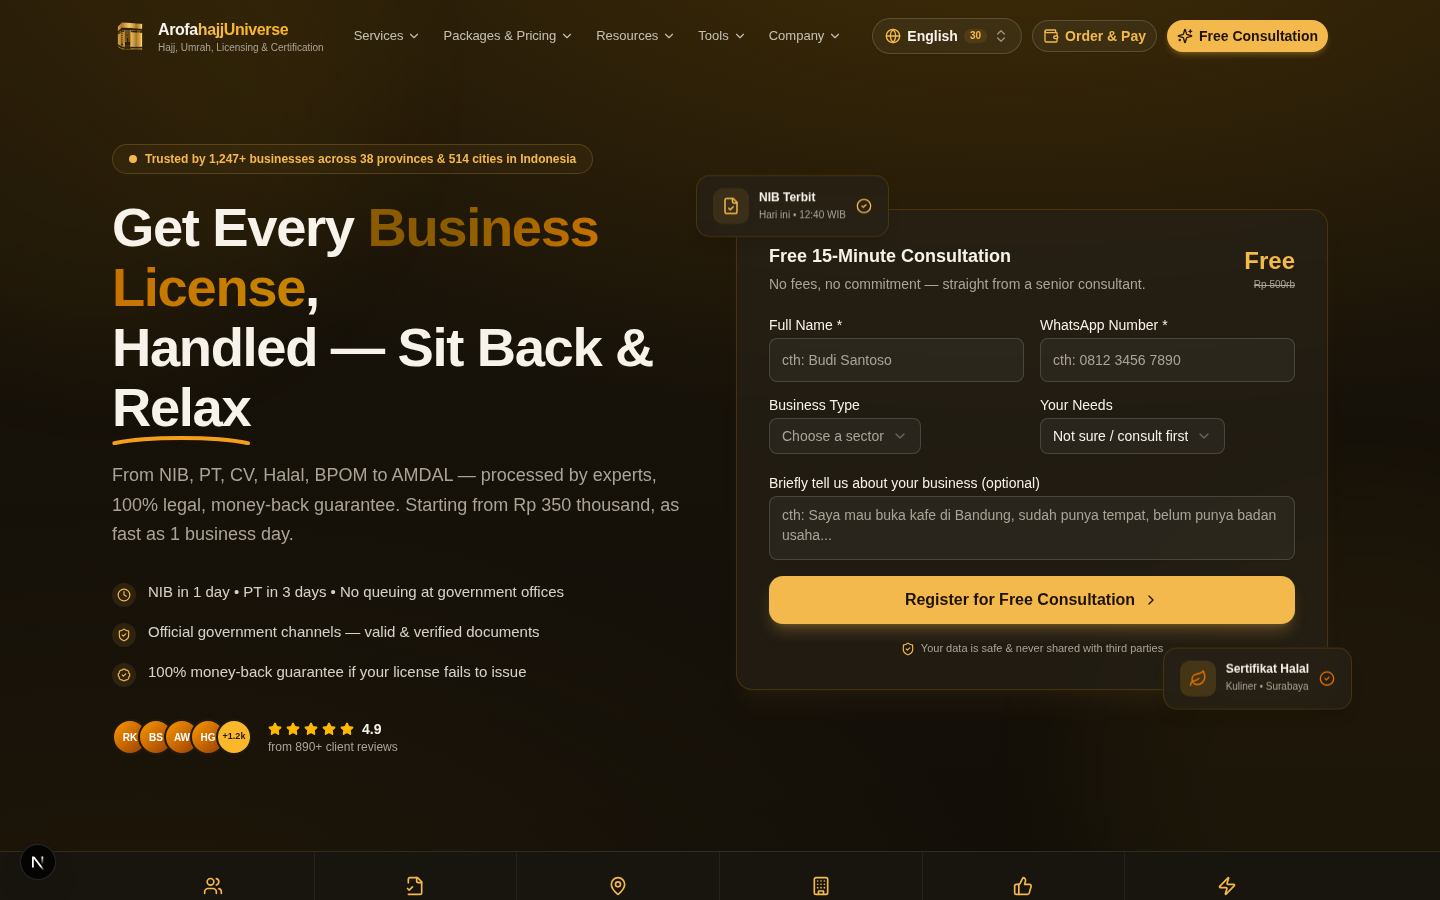 ArofahajjUniverse
Hajj, Umrah, Licensing & Certification
Services
Packages & Pricing
Resources
Tools
Company
English 30
Order & Pay
Free Consultation
Trusted by 1,247+ businesses across 38 provinces & 514 cities in Indonesia
Get Every Business
License,
Handled — Sit Back &
Relax
From NIB, PT, CV, Halal, BPOM to AMDAL — processed by experts,
100% legal, money-back guarantee. Starting from Rp 350 thousand, as
fast as 1 business day.
NIB in 1 day • PT in 3 days • No queuing at government offices
Official government channels — valid & verified documents
100% money-back guarantee if your license fails to issue
RK BS AW HG +1.2k
4.9
from 890+ client reviews
NIB Terbit
Hari ini • 12:40 WIB
Free 15-Minute Consultation
No fees, no commitment — straight from a senior consultant.
Free
Rp 500rb
Full Name *
cth: Budi Santoso
WhatsApp Number *
cth: 0812 3456 7890
Business Type
Choose a sector
Your Needs
Not sure / consult first
Briefly tell us about your business (optional)
cth: Saya mau buka kafe di Bandung, sudah punya tempat, belum punya badan
usaha...
Register for Free Consultation
Your data is safe & never shared with third parties
Sertifikat Halal
Kuliner • Surabaya
N